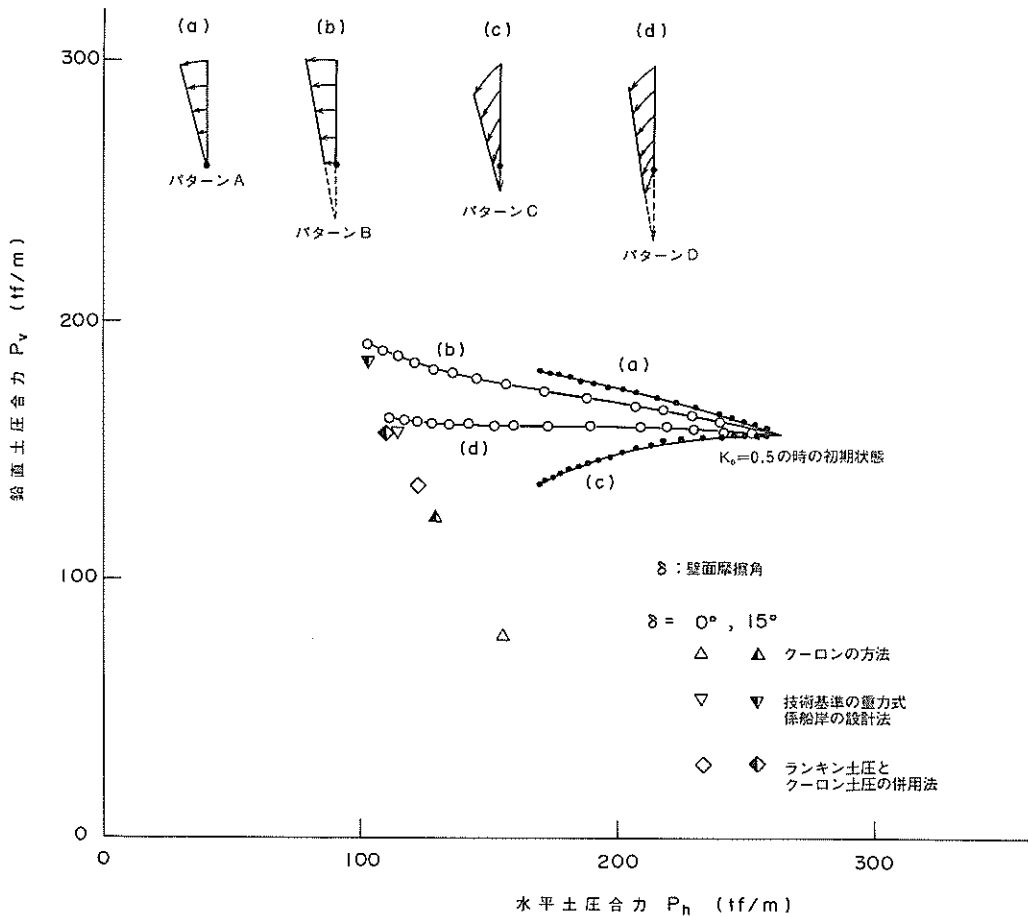 (a)
(b)
(c)
(d)
パターンA
パターンB
パターンC
パターンD
300
200
100
0
鉛直土圧合力 Pv (tf/m)
(a)
(b)
(d)
(c)
K₀=0.5の時の初期状態
δ:壁面摩擦角
δ= 0° , 15°
クーロンの方法
技術基準の重力式
係船岸の設計法
ランキン土圧と
クーロン土圧の併用法
0
100
200
300
水平土圧合力 Ph (tf/m)